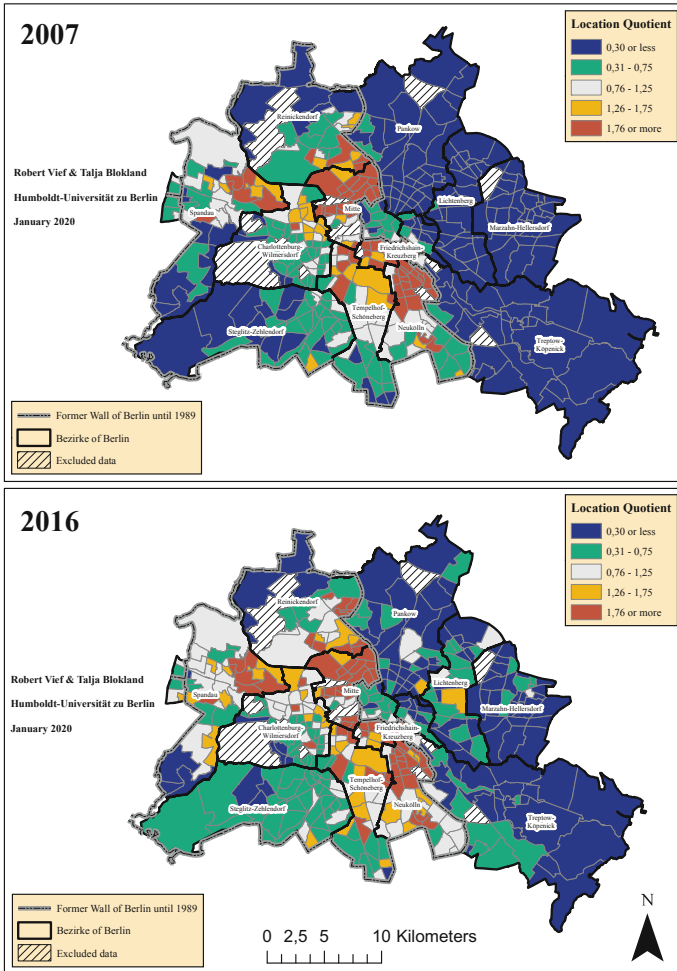 2007
Location Quotient
0,30 or less
0,31 - 0,75
0,76 - 1,25
1,26 - 1,75
1,76 or more
Robert Vief & Talja Blokland
Humboldt-Universität zu Berlin
January 2020
Reinickendorf
Pankow
Lichtenberg
Mitte
Marzahn-Hellersdorf
Spandau
Charlottenburg-
Wilmersdorf
Friedrichshain-
Kreuzberg
Tempelhof-
Schöneberg
Neukölln
Steglitz-Zehlendorf
Treptow-
Köpenick
Former Wall of Berlin until 1989
Bezirke of Berlin
Excluded data
2016
Location Quotient
0,30 or less
0,31 - 0,75
0,76 - 1,25
1,26 - 1,75
1,76 or more
Robert Vief & Talja Blokland
Humboldt-Universität zu Berlin
January 2020
Reinickendorf
Pankow
Lichtenberg
Mitte
Marzahn-Hellersdorf
Spandau
Charlottenburg-
Wilmersdorf
Friedrichshain-
Kreuzberg
Tempelhof-
Schöneberg
Neukölln
Steglitz-Zehlendorf
Treptow-
Köpenick
Former Wall of Berlin until 1989
Bezirke of Berlin
Excluded data
0 2,5 5 10 Kilometers
N